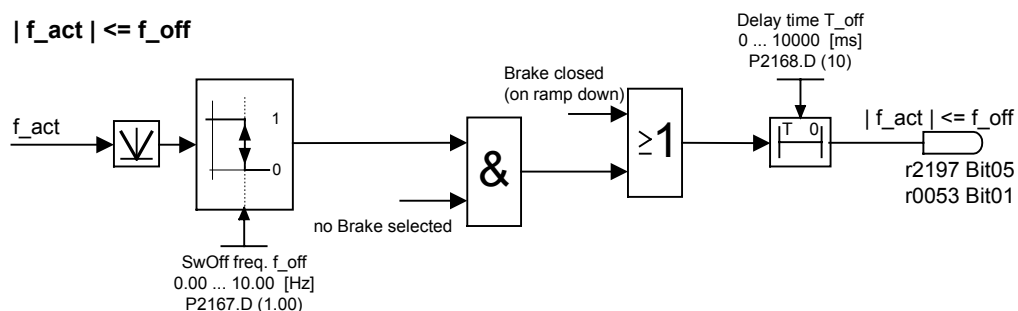 | f_act | <= f_off
Delay time T_off
0 ... 10000 [ms]
P2168.D (10)
Brake closed
(on ramp down)
f_act
1
0
&
≥1
T 0
| f_act | <= f_off
r2197 Bit05
r0053 Bit01
no Brake selected
SwOff freq. f_off
0.00 ... 10.00 [Hz]
P2167.D (1.00)